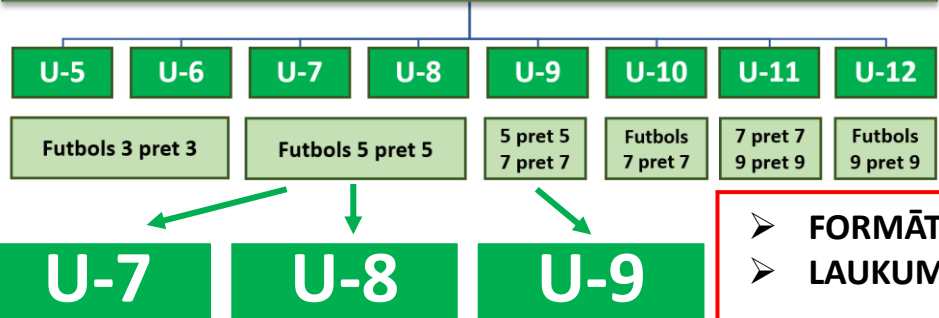 U-5 U-6 U-7 U-8 U-9 U-10 U-11 U-12
Futbols 3 pret 3
Futbols 5 pret 5
5 pret 5
7 pret 7
Futbols
7 pret 7
7 pret 7
9 pret 9
Futbols
9 pret 9
U-7 U-8 U-9
➢ FORMĀT
➢ LAUKUM